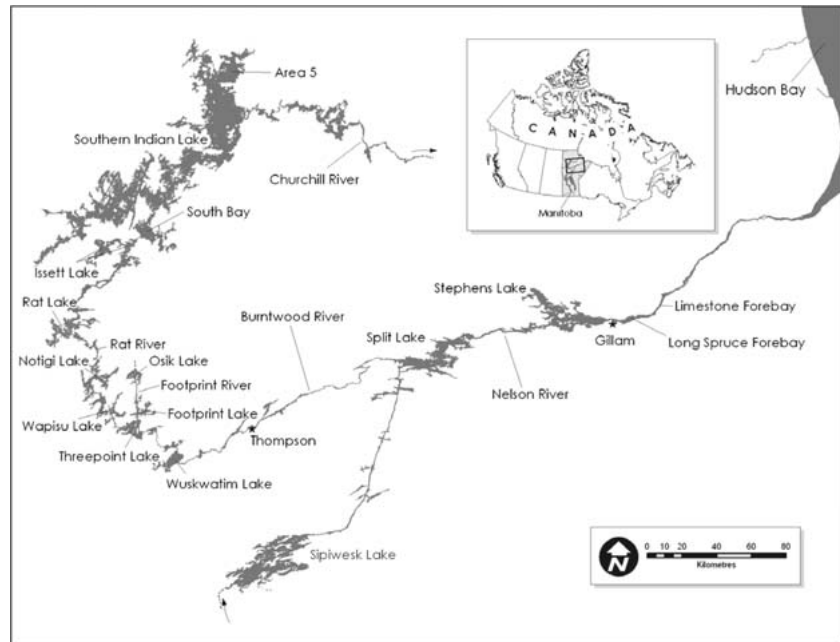 Area 5
Hudson Bay
Southern Indian Lake
CANADA
Churchill River
Manitoba
South Bay
Issett Lake
Stephens Lake
Rat Lake
Burntwood River
Limestone Forebay
Split Lake
Rat River
Gillam
Long Spruce Forebay
Notigi Lake
Osik Lake
Footprint River
Nelson River
Footprint Lake
Wapisu Lake
Thompson
Threepoint Lake
Wuskwatim Lake
Sipiwesk Lake
N
0 10 20 40 60 80
Kilometres